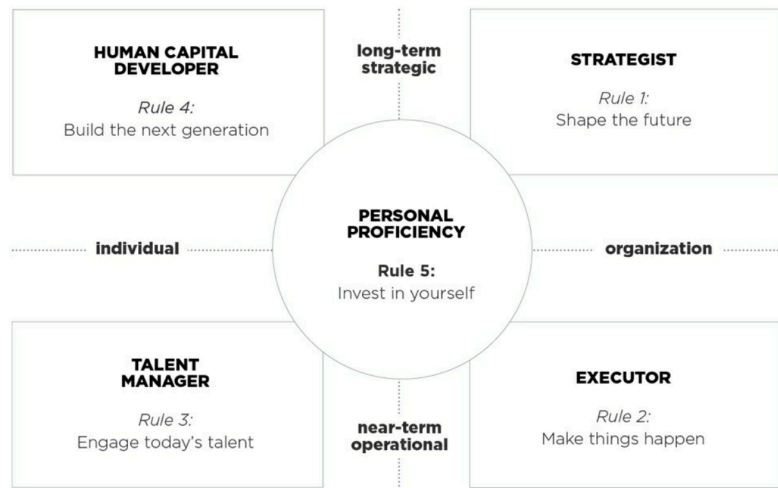 HUMAN CAPITAL
DEVELOPER
Rule 4:
Build the next generation
long-term
strategic
STRATEGIST
Rule 1:
Shape the future
individual
PERSONAL
PROFICIENCY
Rule 5:
Invest in yourself
organization
TALENT
MANAGER
Rule 3:
Engage today's talent
near-term
operational
EXECUTOR
Rule 2:
Make things happen